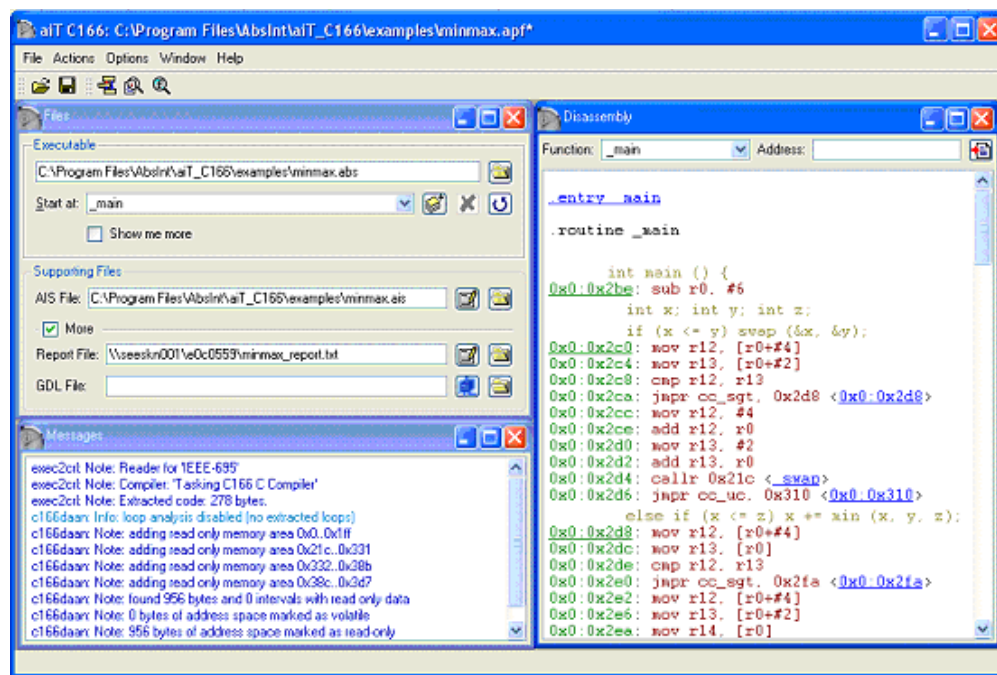 aiT C166: C:\Program Files\AbsInt\aiT_C166\examples\minmax.apf*
File Actions Options Window Help
Files
Executable
C:\Program Files\AbsInt\aiT_C166\examples\minmax.abs
Start at: _main
Show me more
Supporting Files
AIS File: C:\Program Files\AbsInt\aiT_C166\examples\minmax.ais
More
Report File: \\seeskn001\e0c0559\minmax_report.txt
GDL File:
Messages
exec2crl: Note: Reader for 'IEEE-695'
exec2crl: Note: Compiler: 'Tasking C166 C Compiler'
exec2crl: Note: Extracted code: 278 bytes.
c166daan: Info: loop analysis disabled (no extracted loops)
c166daan: Note: adding read only memory area 0x0..0x1ff
c166daan: Note: adding read only memory area 0x21c..0x331
c166daan: Note: adding read only memory area 0x332..0x38b
c166daan: Note: adding read only memory area 0x38c..0x3d7
c166daan: Note: found 956 bytes and 0 intervals with read only data
c166daan: Note: 0 bytes of address space marked as volatile
c166daan: Note: 956 bytes of address space marked as read-only
Disassembly
Function: _main Address:
.entry _main
.routine _main
int main () {
0x0:0x2be: sub r0, #6
int x; int y; int z;
if (x <= y) swap (&x, &y);
0x0:0x2c0: mov r12, [r0+#4]
0x0:0x2c4: mov r13, [r0+#2]
0x0:0x2c8: cmp r12, r13
0x0:0x2ca: jmpr cc_sgt, 0x2d8 <0x0:0x2d8>
0x0:0x2cc: mov r12, #4
0x0:0x2ce: add r12, r0
0x0:0x2d0: mov r13, #2
0x0:0x2d2: add r13, r0
0x0:0x2d4: callr 0x21c <_swap>
0x0:0x2d6: jmpr cc_uc, 0x310 <0x0:0x310>
else if (x <= z) x += min (x, y, z);
0x0:0x2d8: mov r12, [r0+#4]
0x0:0x2dc: mov r13, [r0]
0x0:0x2de: cmp r12, r13
0x0:0x2e0: jmpr cc_sgt, 0x2fa <0x0:0x2fa>
0x0:0x2e2: mov r12, [r0+#4]
0x0:0x2e6: mov r13, [r0+#2]
0x0:0x2ea: mov r14, [r0]